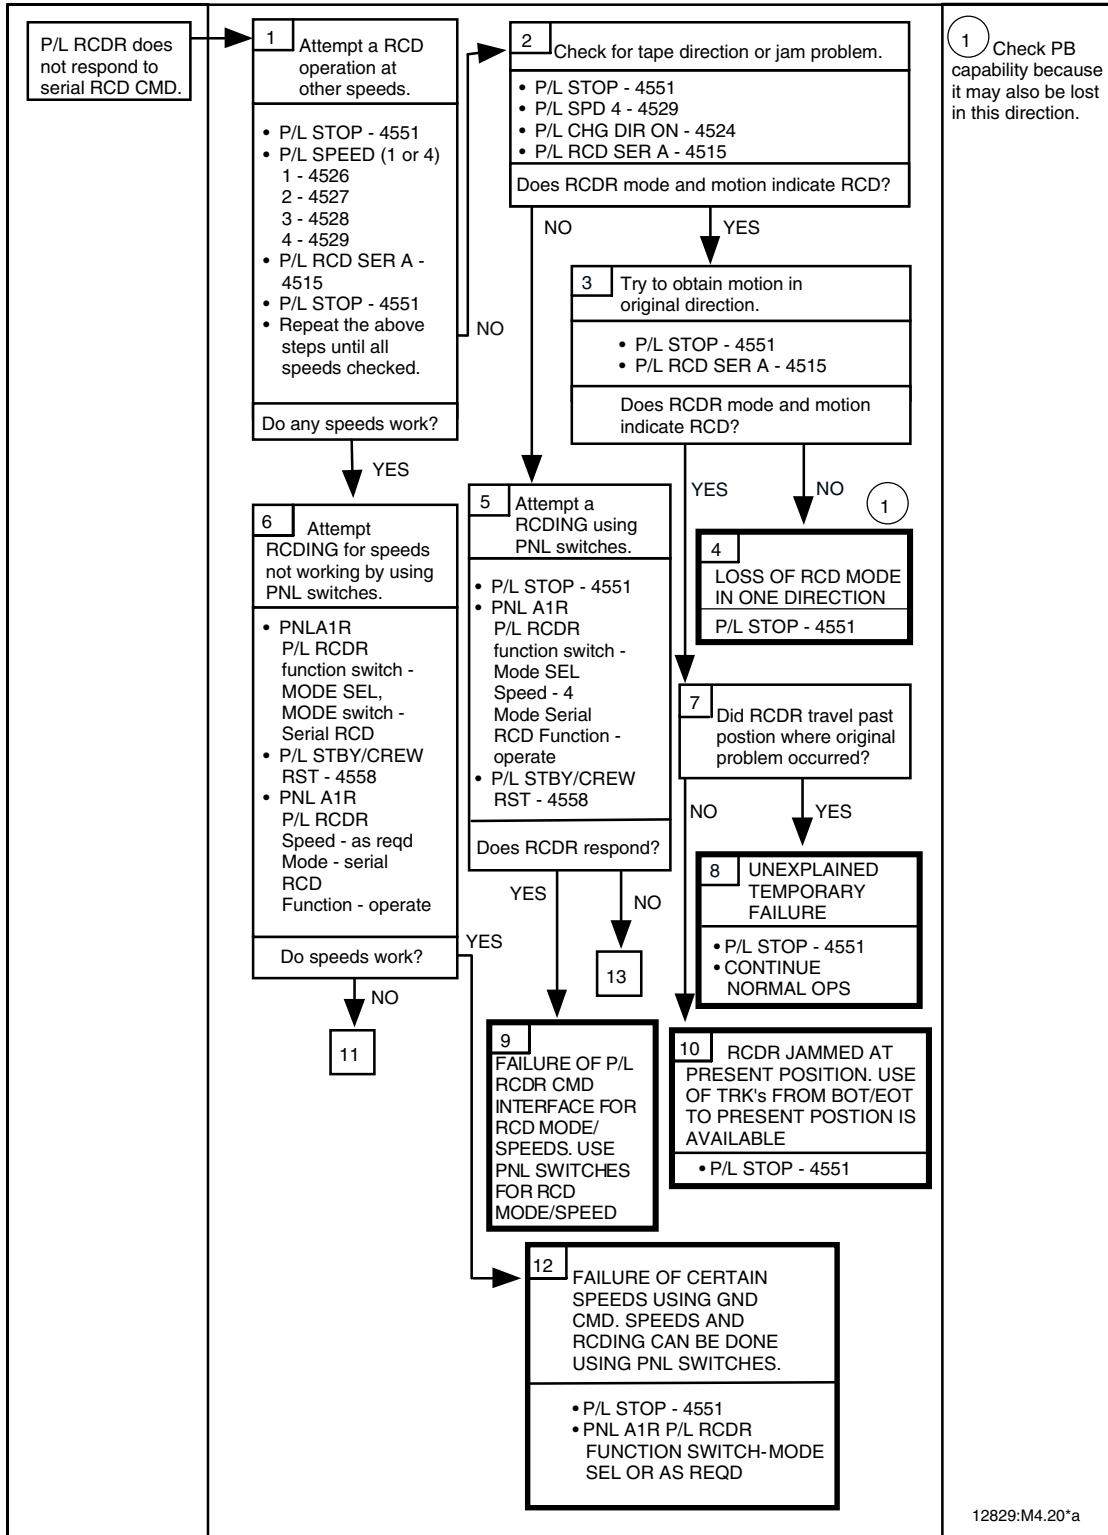 P/L RCDR does
not respond to
serial RCD CMD.
1
Attempt a RCD
operation at
other speeds.
• P/L STOP - 4551
• P/L SPEED (1 or 4)
1 - 4526
2 - 4527
3 - 4528
4 - 4529
• P/L RCD SER A -
4515
• P/L STOP - 4551
• Repeat the above
steps until all
speeds checked.
Do any speeds work?
NO
YES
2
Check for tape direction or jam problem.
• P/L STOP - 4551
• P/L SPD 4 - 4529
• P/L CHG DIR ON - 4524
• P/L RCD SER A - 4515
Does RCDR mode and motion indicate RCD?
NO
YES
1
Check PB
capability because
it may also be lost
in this direction.
3
Try to obtain motion in
original direction.
• P/L STOP - 4551
• P/L RCD SER A - 4515
Does RCDR mode and motion
indicate RCD?
YES
NO
1
4
LOSS OF RCD MODE
IN ONE DIRECTION
P/L STOP - 4551
5
Attempt a
RCDING using
PNL switches.
• P/L STOP - 4551
• PNL A1R
P/L RCDR
function switch -
Mode SEL
Speed - 4
Mode Serial
RCD Function -
operate
• P/L STBY/CREW
RST - 4558
Does RCDR respond?
YES
NO
13
6
Attempt
RCDING for speeds
not working by using
PNL switches.
• PNLA1R
P/L RCDR
function switch -
MODE SEL,
MODE switch -
Serial RCD
• P/L STBY/CREW
RST - 4558
• PNL A1R
P/L RCDR
Speed - as reqd
Mode - serial
RCD
Function - operate
Do speeds work?
YES
NO
11
7
Did RCDR travel past
postion where original
problem occurred?
NO
YES
8
UNEXPLAINED
TEMPORARY
FAILURE
• P/L STOP - 4551
• CONTINUE
NORMAL OPS
9
FAILURE OF P/L
RCDR CMD
INTERFACE FOR
RCD MODE/
SPEEDS. USE
PNL SWITCHES
FOR RCD
MODE/SPEED
10
RCDR JAMMED AT
PRESENT POSITION. USE
OF TRK's FROM BOT/EOT
TO PRESENT POSTION IS
AVAILABLE
• P/L STOP - 4551
12
FAILURE OF CERTAIN
SPEEDS USING GND
CMD. SPEEDS AND
RCDING CAN BE DONE
USING PNL SWITCHES.
• P/L STOP - 4551
• PNL A1R P/L RCDR
FUNCTION SWITCH-MODE
SEL OR AS REQD
12829:M4.20*a